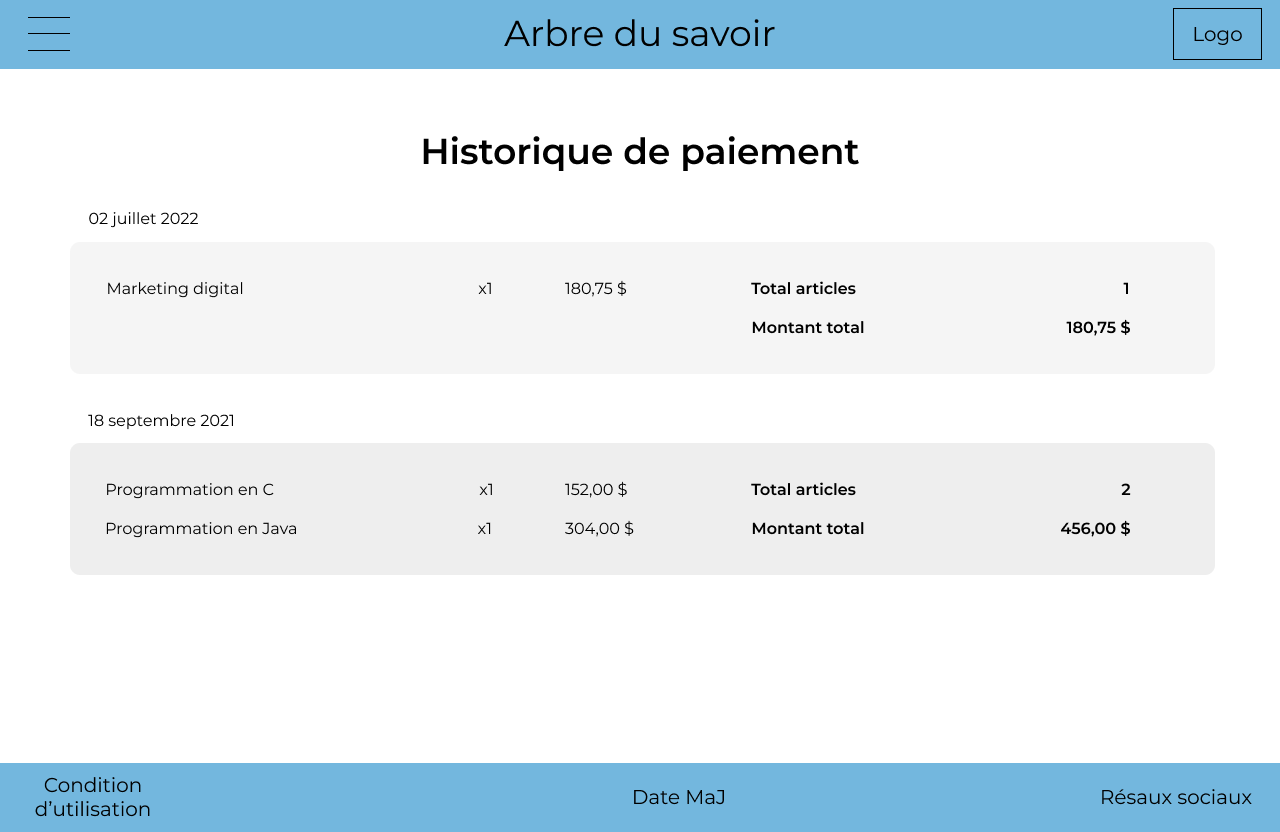 Arbre du savoir
Logo
Historique de paiement
02 juillet 2022
Marketing digital x1 180,75 $ Total articles 1
Montant total 180,75 $
18 septembre 2021
Programmation en C x1 152,00 $ Total articles 2
Programmation en Java x1 304,00 $ Montant total 456,00 $
Condition
d’utilisation
Date MaJ
Résaux sociaux